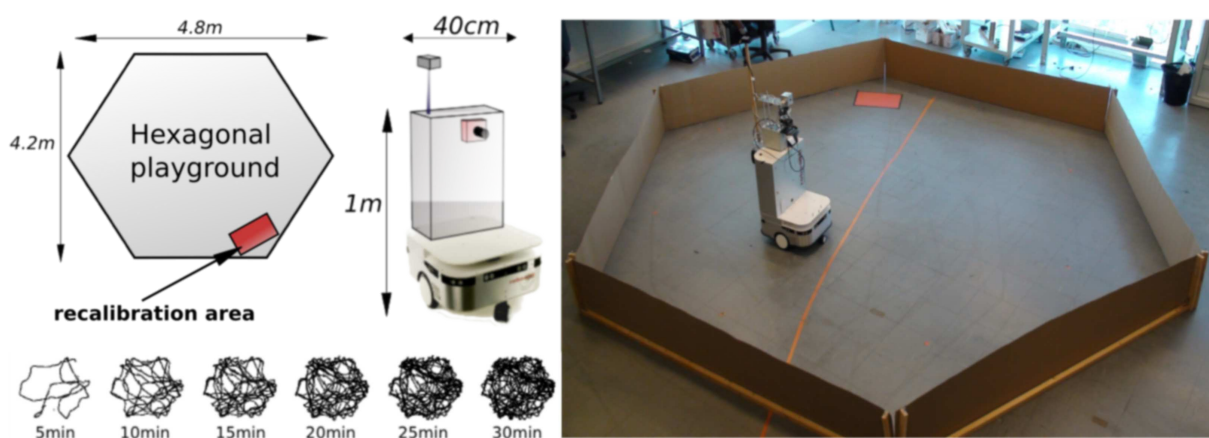 4.8m
40cm
4.2m
Hexagonal
playground
1m
recalibration area
5min 10min 15min 20min 25min 30min